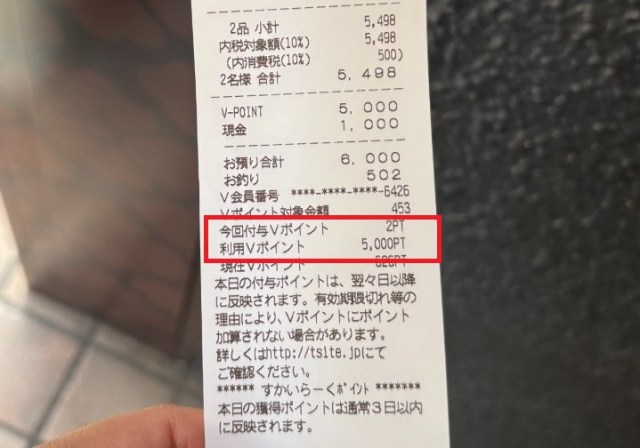 2品 小計 5,498
内税対象額(10%) 5,498
(内消費税(10%) 500)
2名様 合計 5,498
V-POINT 5,000
現金 1,000
お預り合計 6,000
お釣り 502
V会員番号 ****-****-****-6426
Vポイント対象金額 453
今回付与Vポイント 2PT
利用Vポイント 5,000PT
現在Vポイント 626PT
本日の付与ポイントは、翌々日以降
に反映されます。有効期限切れ等の
理由により、Vポイントにポイント
加算されない場合があります。
詳しくはhttp://tsite.jpにて
ご確認ください。
****** すかいらーくﾎﾟｲﾝﾄ *******
本日の獲得ポイントは通常3日以内
に反映されます。